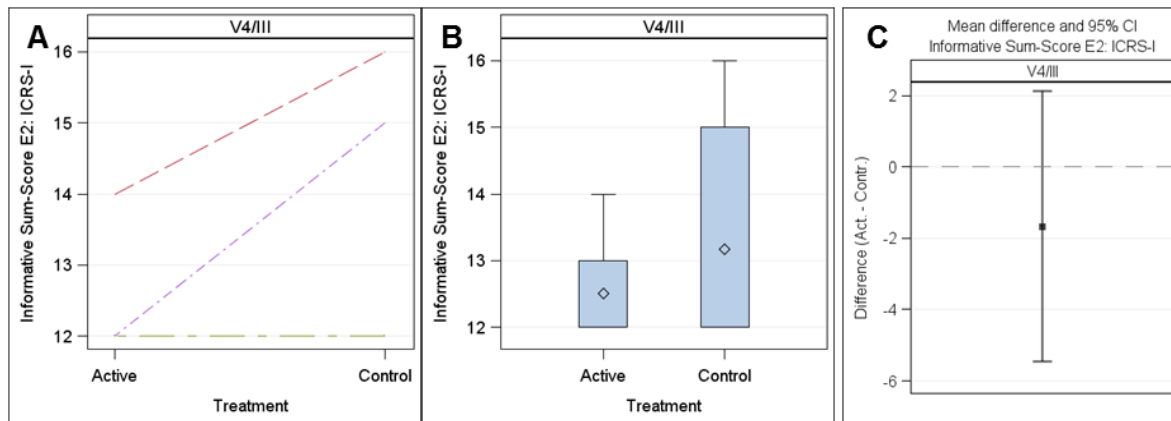 A
V4/III
Informative Sum-Score E2: ICRS-I
16
15
14
13
12
Active
Control
Treatment
B
V4/III
Informative Sum-Score E2: ICRS-I
16
15
14
13
12
Active
Control
Treatment
C
Mean difference and 95% CI
Informative Sum-Score E2: ICRS-I
V4/III
Difference (Act. - Contr.)
2
0
-2
-4
-6